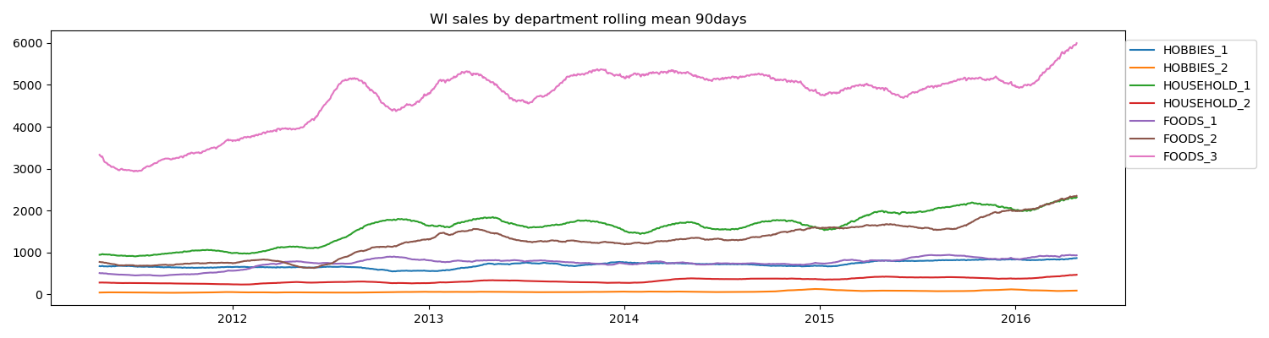 WI sales by department rolling mean 90days
6000
5000
4000
3000
2000
1000
0
2012 2013 2014 2015 2016
HOBBIES_1
HOBBIES_2
HOUSEHOLD_1
HOUSEHOLD_2
FOODS_1
FOODS_2
FOODS_3